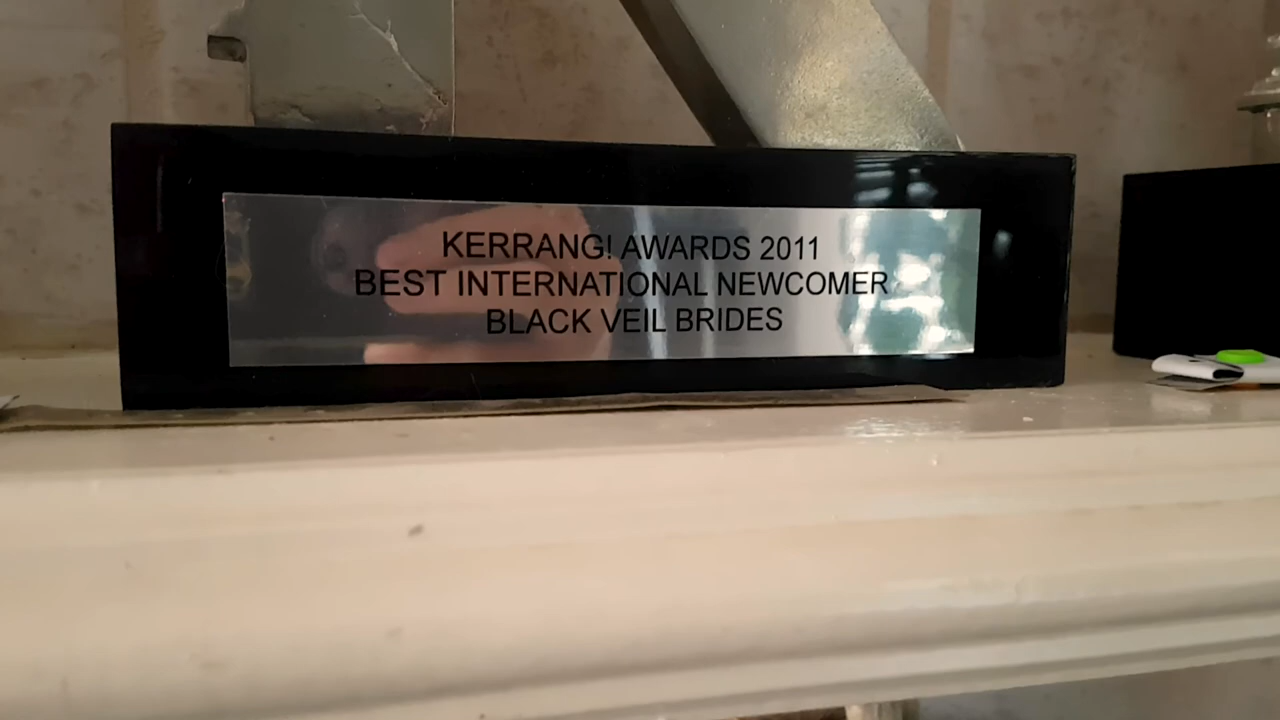 KERRANG! AWARDS 2011
BEST INTERNATIONAL NEWCOMER
BLACK VEIL BRIDES